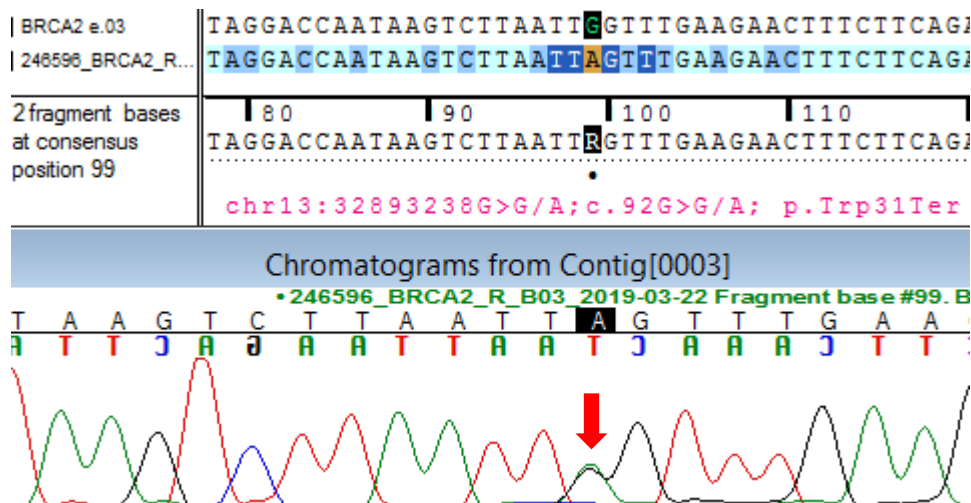 BRCA2 e.03 TAGGACCAATAAGTCTTAATTGGTTTGAAGAACTTTCTTCAGA
246596_BRCA2_R... TAGGACCAATAAGTCTTAATTAGTTTGAAGAACTTTCTTCAGA
2 fragment bases 80 90 100 110
at consensus TAGGACCAATAAGTCTTAATTRGTTTGAAGAACTTTCTTCAGA
position 99
chr13:32893238G>G/A;c.92G>G/A; p.Trp31Ter
Chromatograms from Contig[0003]
•246596_BRCA2_R_B03_2019-03-22 Fragment base #99. B
T A A G T C T T A A T T A G T T T G A A
A T T C A G A A T T A A T C A A A C T T